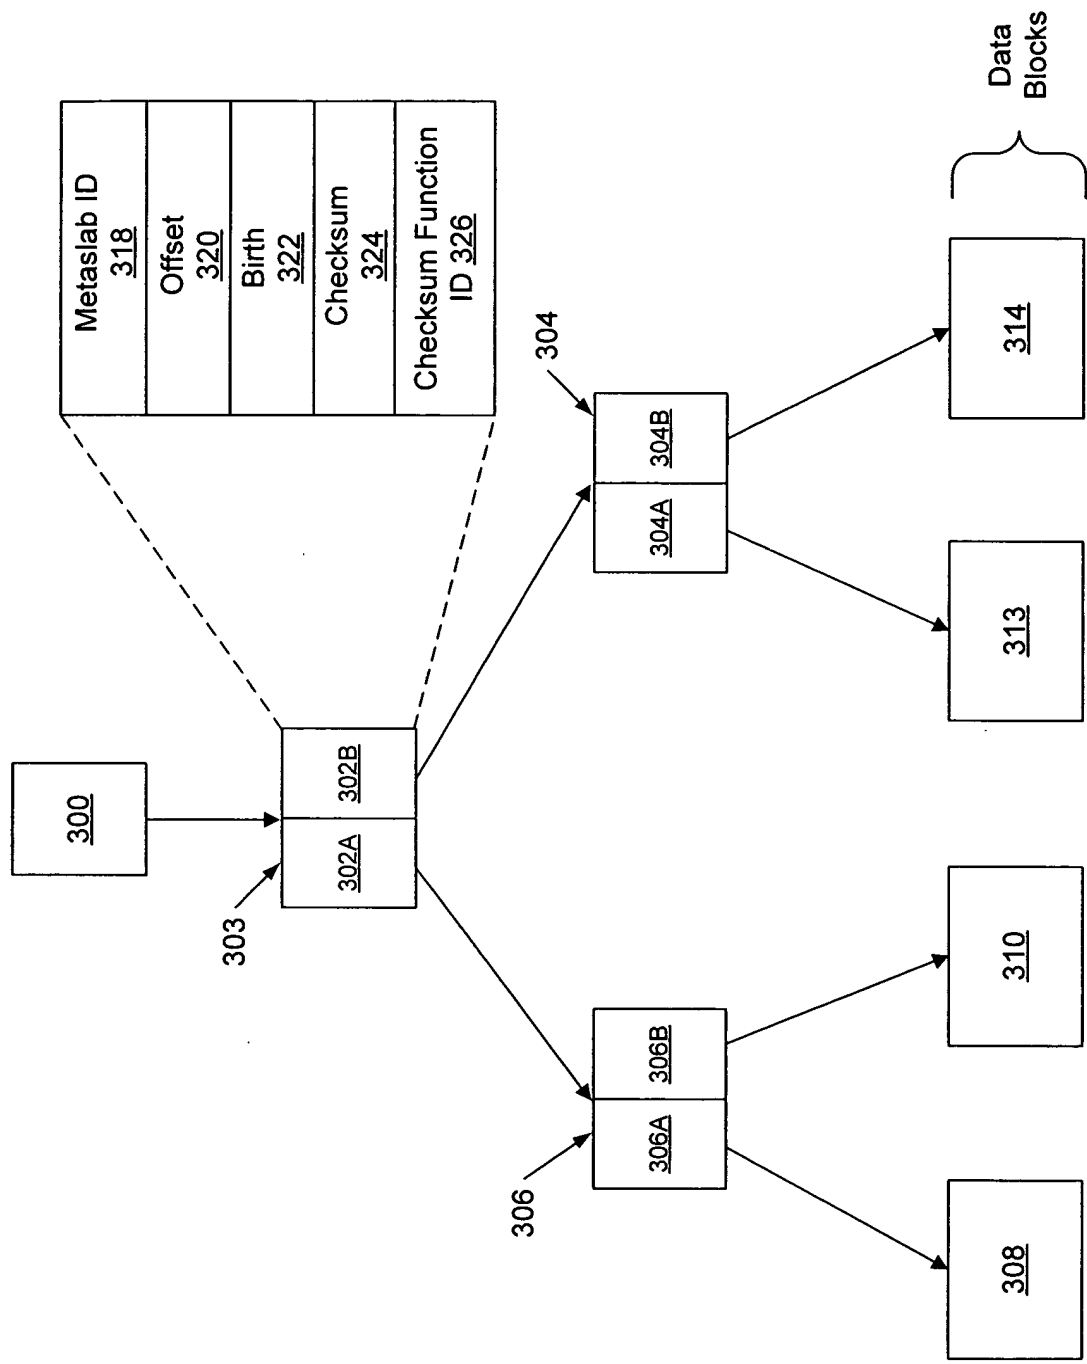 300
303
302A
302B
Metaslab ID
318
Offset
320
Birth
322
Checksum
324
Checksum Function
ID 326
306
306A
306B
304
304A
304B
308
310
313
314
Data
Blocks